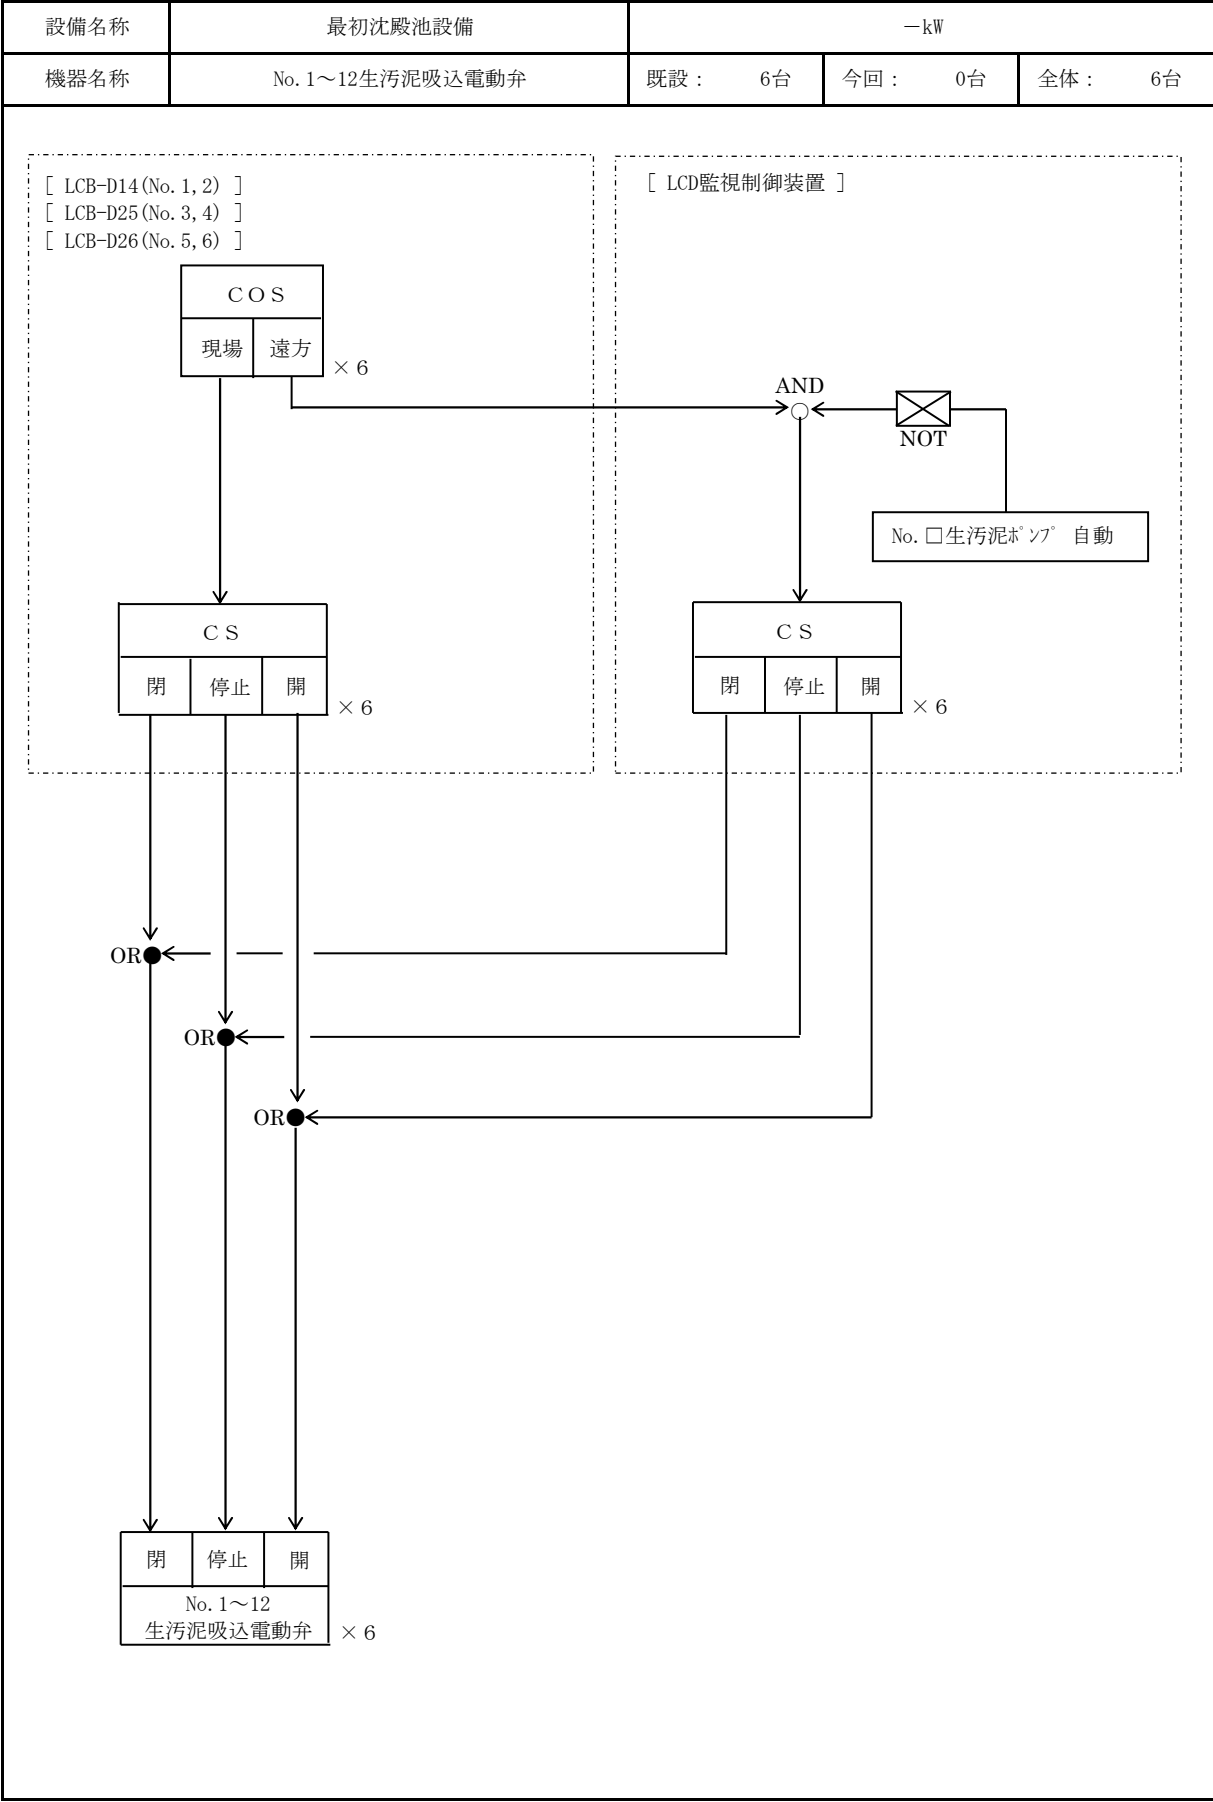 設備名称 最初沈殿池設備 －kW
機器名称 No.1～12生汚泥吸込電動弁 既設： 6台 今回： 0台 全体： 6台
[ LCB-D14(No.1,2) ]
[ LCB-D25(No.3,4) ]
[ LCB-D26(No.5,6) ]
[ LCD監視制御装置 ]
ＣＯＳ
現場 遠方
×６
AND
NOT
No.□生汚泥ﾎﾟﾝﾌﾟ 自動
ＣＳ
閉 停止 開
×６
ＣＳ
閉 停止 開
×６
OR
OR
OR
閉 停止 開
No.1～12
生汚泥吸込電動弁
×６